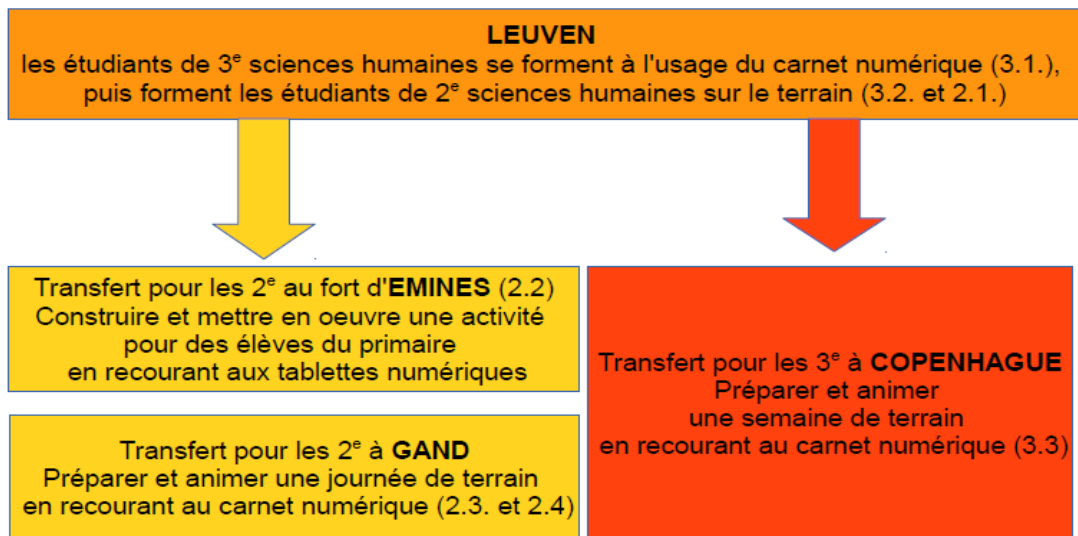 LEUVEN
les étudiants de 3e sciences humaines se forment à l'usage du carnet numérique (3.1.),
puis forment les étudiants de 2e sciences humaines sur le terrain (3.2. et 2.1.)
Transfert pour les 2e au fort d'EMINES (2.2)
Construire et mettre en oeuvre une activité
pour des élèves du primaire
en recourant aux tablettes numériques
Transfert pour les 2e à GAND
Préparer et animer une journée de terrain
en recourant au carnet numérique (2.3. et 2.4)
Transfert pour les 3e à COPENHAGUE
Préparer et animer
une semaine de terrain
en recourant au carnet numérique (3.3)